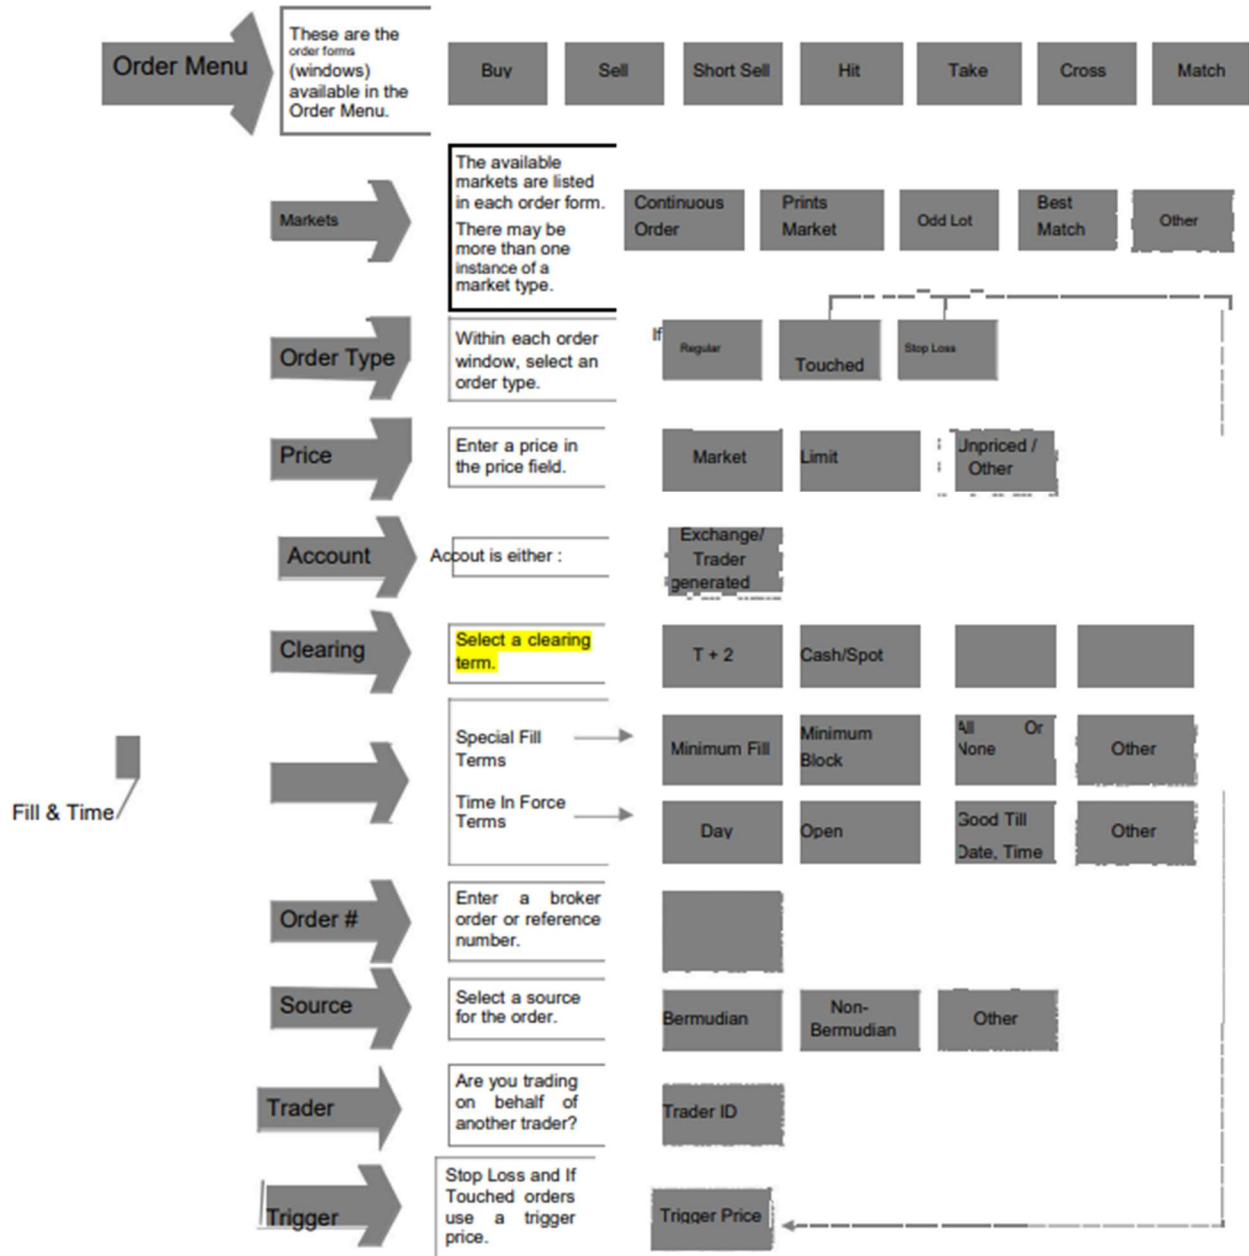 Order Menu
These are the
order forms
(windows)
available in the
Order Menu.
Buy
Sell
Short Sell
Hit
Take
Cross
Match
Markets
The available
markets are listed
in each order form.
There may be
more than one
instance of a
market type.
Continuous
Order
Prints
Market
Odd Lot
Best
Match
Other
Order Type
Within each order
window, select an
order type.
If
Regular
Touched
Stop Loss
Price
Enter a price in
the price field.
Market
Limit
Unpriced /
Other
Account
Accout is either :
Exchange/
Trader
generated
Clearing
Select a clearing
term.
T + 2
Cash/Spot
Fill & Time
Special Fill
Terms
Minimum Fill
Minimum
Block
All Or
None
Other
Time In Force
Terms
Day
Open
Good Till
Date, Time
Other
Order #
Enter a broker
order or reference
number.
Source
Select a source
for the order.
Bermudian
Non-
Bermudian
Other
Trader
Are you trading
on behalf of
another trader?
Trader ID
Trigger
Stop Loss and If
Touched orders
use a trigger
price.
Trigger Price